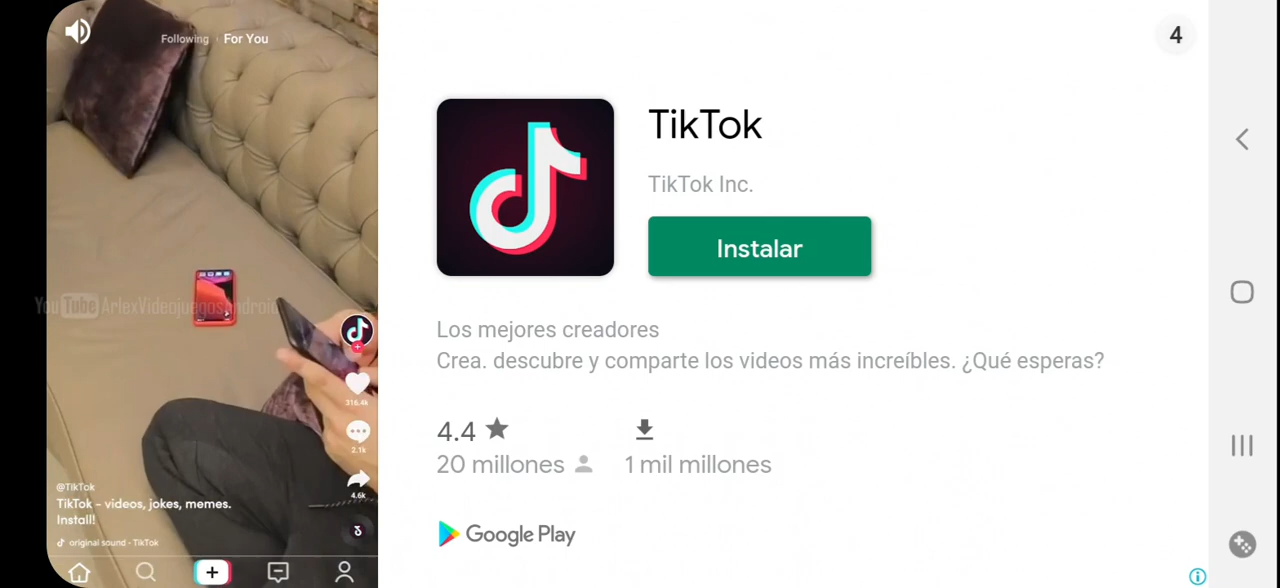 Following
For You
4
TikTok
TikTok Inc.
Instalar
YouTube ArlexVideojuegosAndroid
Los mejores creadores
Crea. descubre y comparte los videos más increíbles. ¿Qué esperas?
316.4k
2.1k
4.6k
4.4
20 millones
1 mil millones
@TikTok
TikTok - videos, jokes, memes.
Install!
original sound - TikTok
Google Play